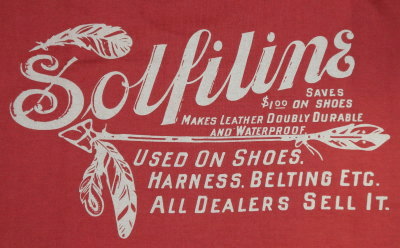 Solfiline
SAVES
$1.00 ON SHOES
MAKES LEATHER DOUBLY DURABLE
AND WATERPROOF.
USED ON SHOES.
HARNESS. BELTING ETC.
ALL DEALERS SELL IT.